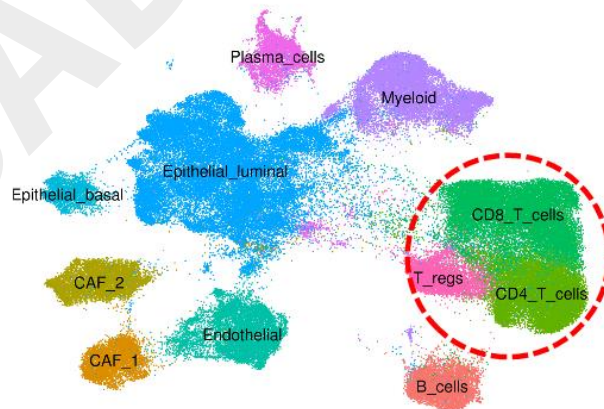 Plasma_cells
Myeloid
Epithelial_luminal
Epithelial_basal
CD8_T_cells
T_regs
CAF_2
CD4_T_cells
Endothelial
CAF_1
B_cells